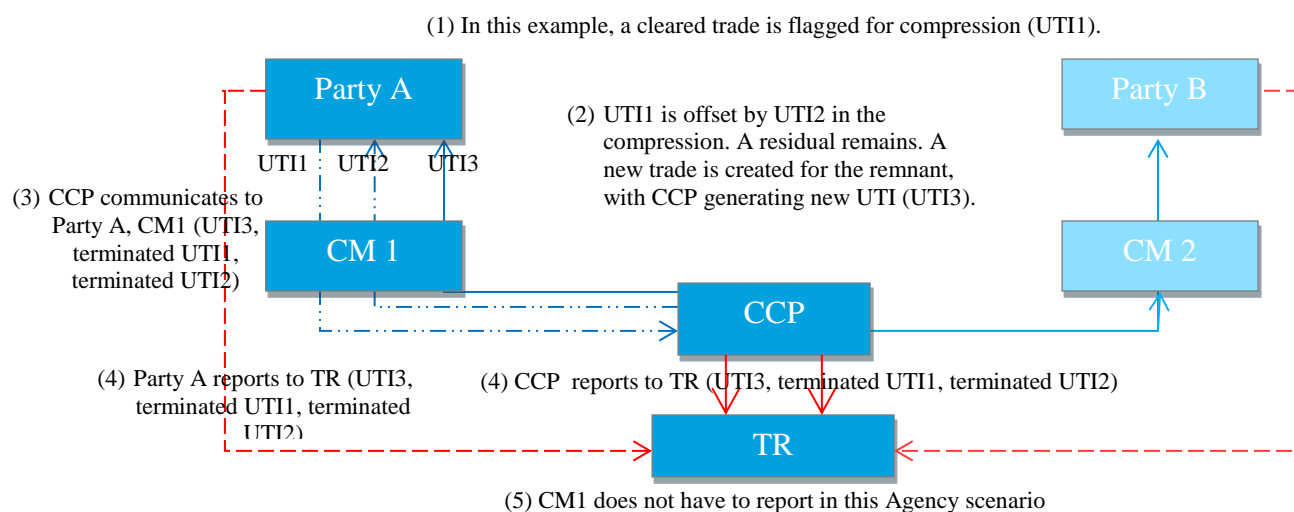 (1) In this example, a cleared trade is flagged for compression (UTI1).
Party A
Party B
(2) UTI1 is offset by UTI2 in the
compression. A residual remains. A
new trade is created for the remnant,
with CCP generating new UTI (UTI3).
UTI1 UTI2 UTI3
(3) CCP communicates to
Party A, CM1 (UTI3,
terminated UTI1,
terminated UTI2)
CM 1
CM 2
CCP
(4) Party A reports to TR (UTI3,
terminated UTI1, terminated
UTI2)
(4) CCP reports to TR (UTI3, terminated UTI1, terminated UTI2)
TR
(5) CM1 does not have to report in this Agency scenario